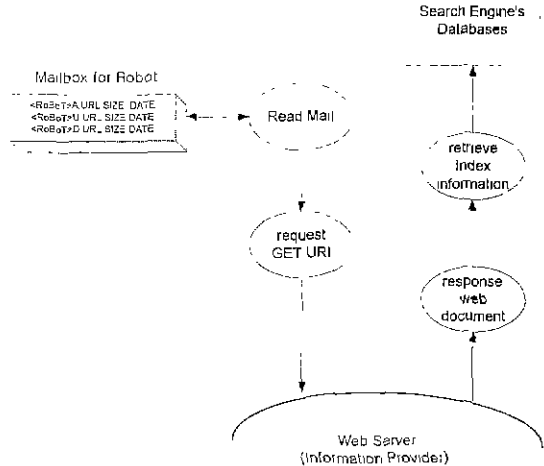 Search Engine's
Databases
Mailbox for Robot
<RoBoT>A URL SIZE DATE
<RoBoT>U URL SIZE DATE
<RoBoT>D URL SIZE DATE
Read Mail
retrieve
Index
information
request
GET URI
response
web
document
Web Server
(Information Provider)